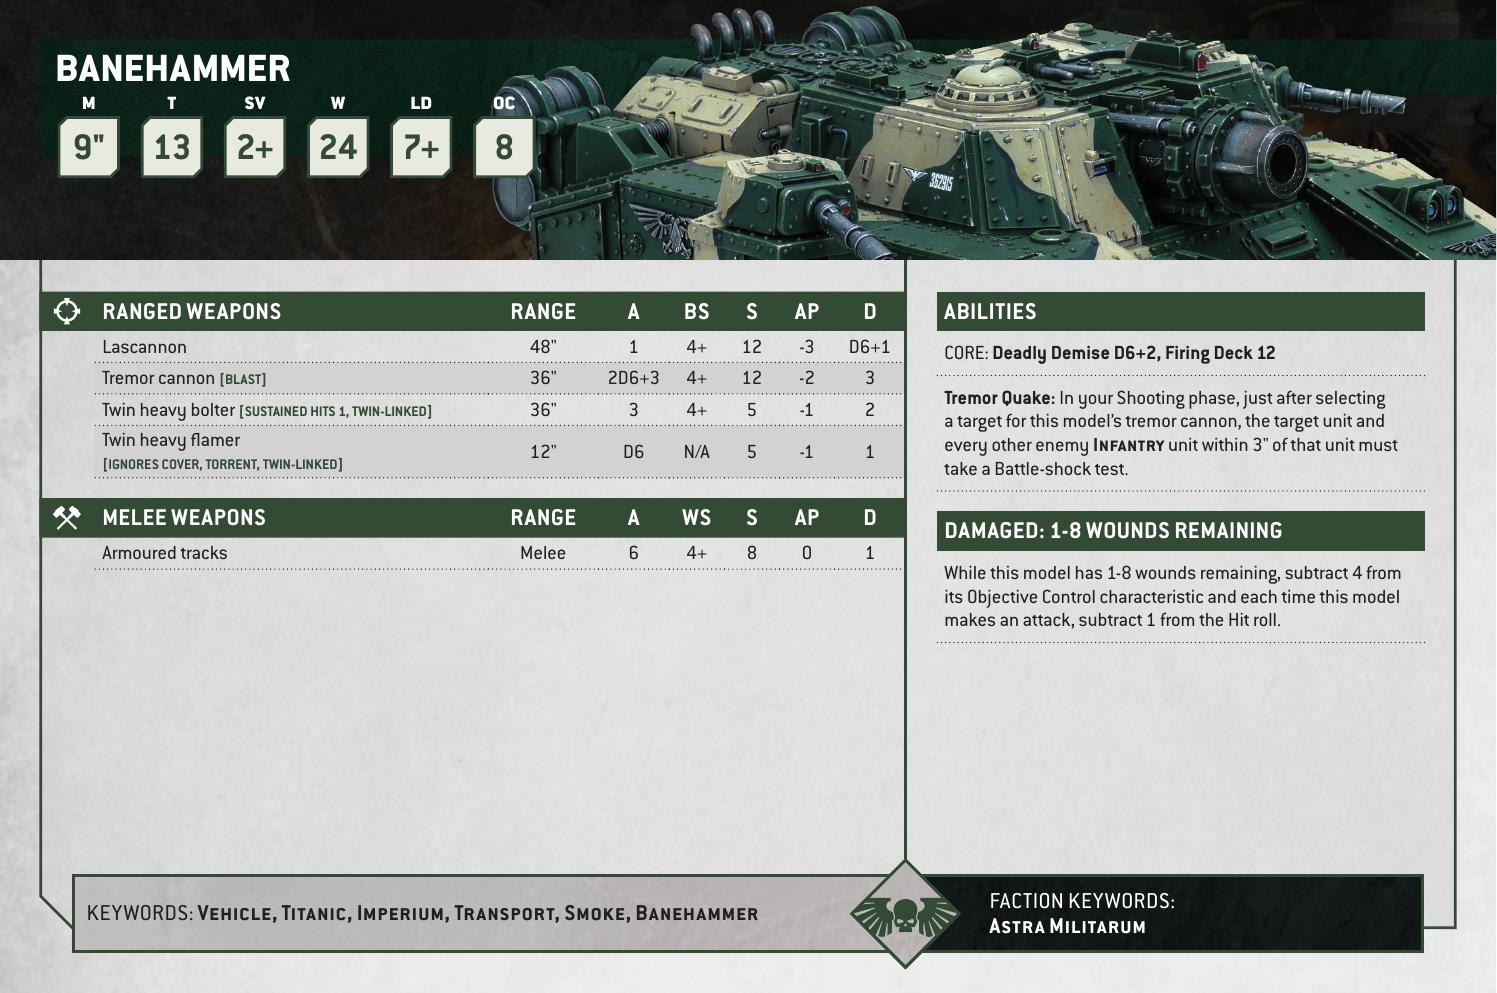 BANEHAMMER
M T SV W LD OC
9" 13 2+ 24 7+ 8
362915
RANGED WEAPONS RANGE A BS S AP D
Lascannon 48" 1 4+ 12 -3 D6+1
Tremor cannon [BLAST] 36" 2D6+3 4+ 12 -2 3
Twin heavy bolter [SUSTAINED HITS 1, TWIN-LINKED] 36" 3 4+ 5 -1 2
Twin heavy flamer
[IGNORES COVER, TORRENT, TWIN-LINKED] 12" D6 N/A 5 -1 1
MELEE WEAPONS RANGE A WS S AP D
Armoured tracks Melee 6 4+ 8 0 1
ABILITIES
CORE: Deadly Demise D6+2, Firing Deck 12
Tremor Quake: In your Shooting phase, just after selecting
a target for this model's tremor cannon, the target unit and
every other enemy INFANTRY unit within 3" of that unit must
take a Battle-shock test.
DAMAGED: 1-8 WOUNDS REMAINING
While this model has 1-8 wounds remaining, subtract 4 from
its Objective Control characteristic and each time this model
makes an attack, subtract 1 from the Hit roll.
KEYWORDS: VEHICLE, TITANIC, IMPERIUM, TRANSPORT, SMOKE, BANEHAMMER
FACTION KEYWORDS:
ASTRA MILITARUM